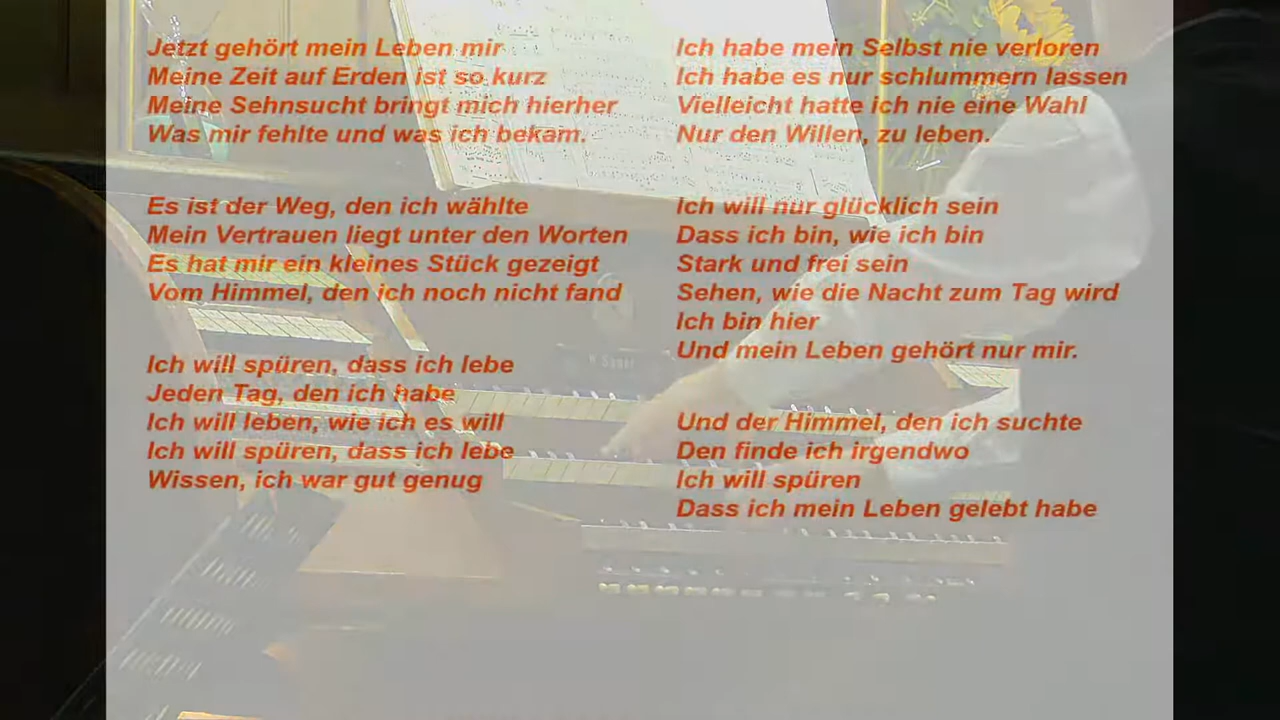 Jetzt gehört mein Leben mir
Meine Zeit auf Erden ist so kurz
Meine Sehnsucht bringt mich hierher
Was mir fehlte und was ich bekam.
Es ist der Weg, den ich wählte
Mein Vertrauen liegt unter den Worten
Es hat mir ein kleines Stück gezeigt
Vom Himmel, den ich noch nicht fand
Ich will spüren, dass ich lebe
Jeden Tag, den ich habe
Ich will leben, wie ich es will
Ich will spüren, dass ich lebe
Wissen, ich war gut genug
Ich habe mein Selbst nie verloren
Ich habe es nur schlummern lassen
Vielleicht hatte ich nie eine Wahl
Nur den Willen, zu leben.
Ich will nur glücklich sein
Dass ich bin, wie ich bin
Stark und frei sein
Sehen, wie die Nacht zum Tag wird
Ich bin hier
Und mein Leben gehört nur mir.
Und der Himmel, den ich suchte
Den finde ich irgendwo
Ich will spüren
Dass ich mein Leben gelebt habe